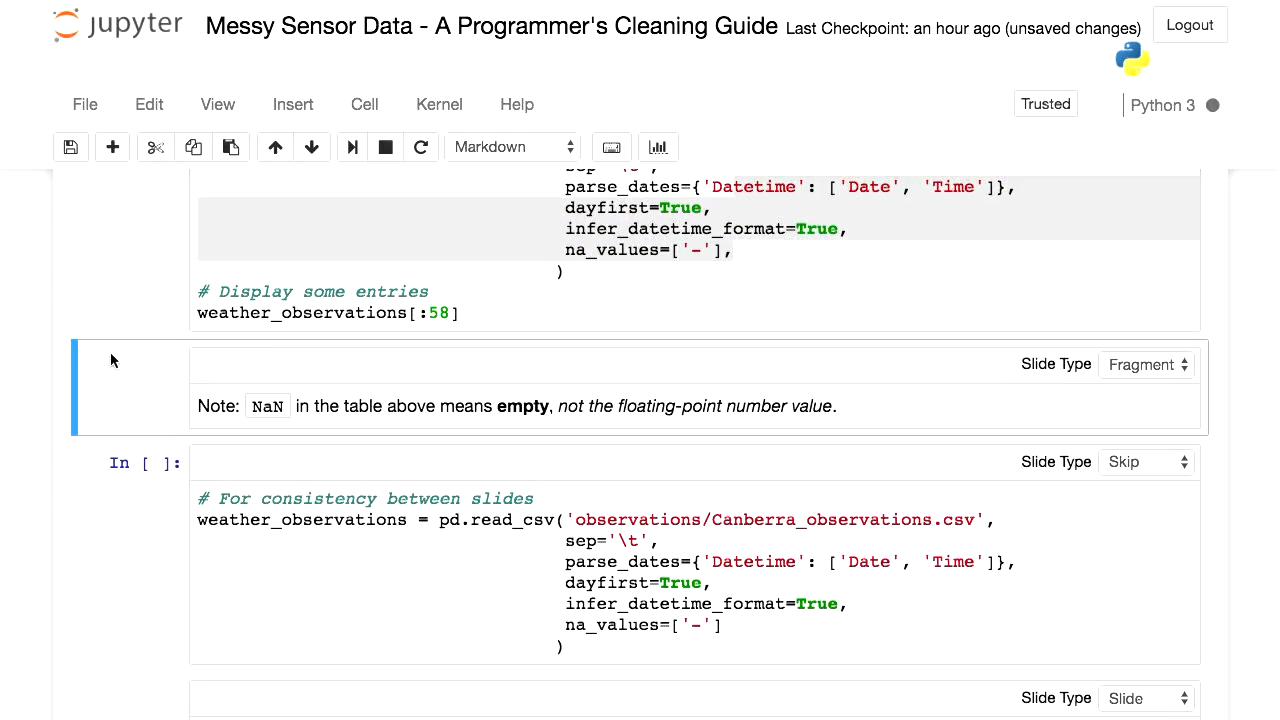 jupyter Messy Sensor Data - A Programmer's Cleaning Guide Last Checkpoint: an hour ago (unsaved changes) Logout
File Edit View Insert Cell Kernel Help Trusted Python 3
Markdown
parse_dates={'Datetime': ['Date', 'Time']},
dayfirst=True,
infer_datetime_format=True,
na_values=['-'],
)
# Display some entries
weather_observations[:58]
Slide Type Fragment
Note: NaN in the table above means empty, not the floating-point number value.
In [ ]: Slide Type Skip
# For consistency between slides
weather_observations = pd.read_csv('observations/Canberra_observations.csv',
sep='\t',
parse_dates={'Datetime': ['Date', 'Time']},
dayfirst=True,
infer_datetime_format=True,
na_values=['-']
)
Slide Type Slide